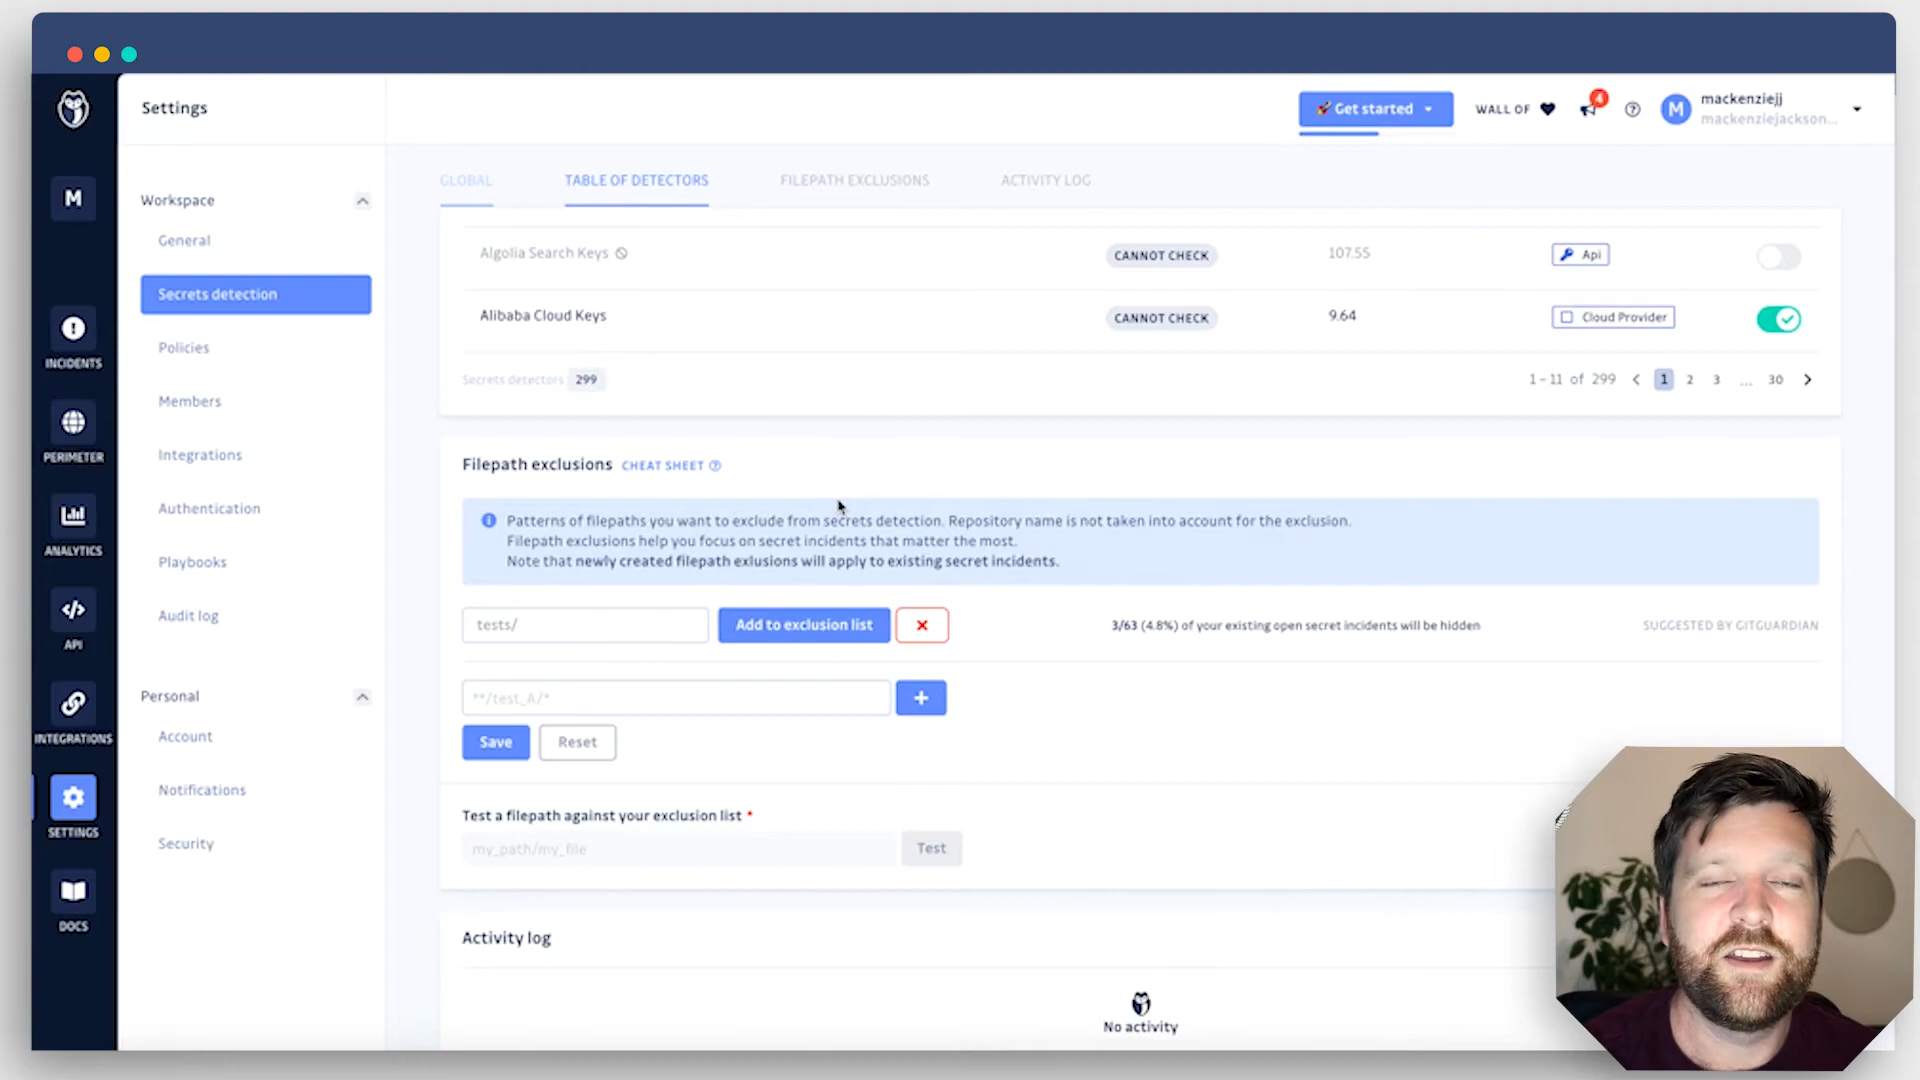 Settings
Get started
WALL OF
4
M
mackenziejj
mackenziejackson...
M
INCIDENTS
PERIMETER
ANALYTICS
API
INTEGRATIONS
SETTINGS
DOCS
Workspace
General
Secrets detection
Policies
Members
Integrations
Authentication
Playbooks
Audit log
Personal
Account
Notifications
Security
GLOBAL TABLE OF DETECTORS FILEPATH EXCLUSIONS ACTIVITY LOG
Algolia Search Keys CANNOT CHECK 107.55 Api
Alibaba Cloud Keys CANNOT CHECK 9.64 Cloud Provider
Secrets detectors 299 1-11 of 299 < 1 2 3 ... 30 >
Filepath exclusions CHEAT SHEET
Patterns of filepaths you want to exclude from secrets detection. Repository name is not taken into account for the exclusion.
Filepath exclusions help you focus on secret incidents that matter the most.
Note that newly created filepath exlusions will apply to existing secret incidents.
tests/ Add to exclusion list 3/63 (4.8%) of your existing open secret incidents will be hidden SUGGESTED BY GITGUARDIAN
**/test_A/*
Save Reset
Test a filepath against your exclusion list *
my_path/my_file Test
Activity log
No activity